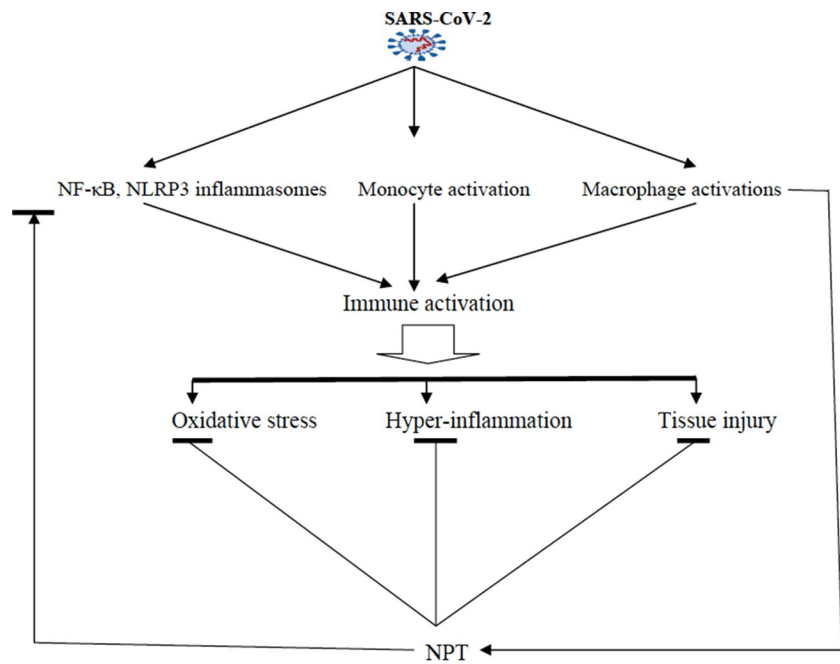 SARS-CoV-2
NF-κB, NLRP3 inflammasomes
Monocyte activation
Macrophage activations
Immune activation
Oxidative stress
Hyper-inflammation
Tissue injury
NPT